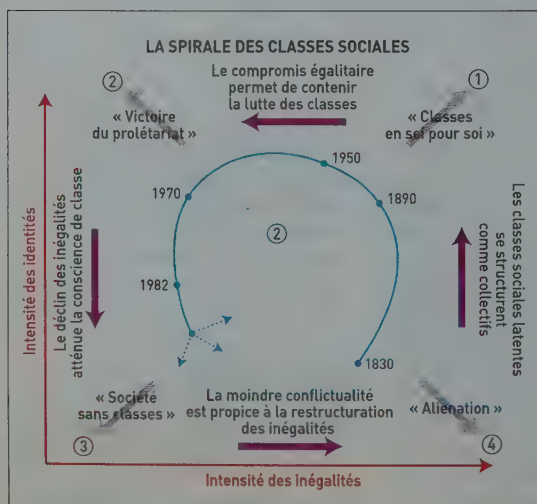 LA SPIRALE DES CLASSES SOCIALES
②
Le compromis égalitaire
permet de contenir
la lutte des classes
①
« Victoire
du prolétariat »
« Classes
en soi pour soi »
1950
1970
1890
②
1982
1830
Intensité des identités
Le déclin des inégalités
atténue la conscience de classe
Les classes sociales latentes
se structurent
comme collectifs
« Société
sans classes »
La moindre conflictualité
est propice à la restructuration
des inégalités
« Aliénation »
③
④
Intensité des inégalités